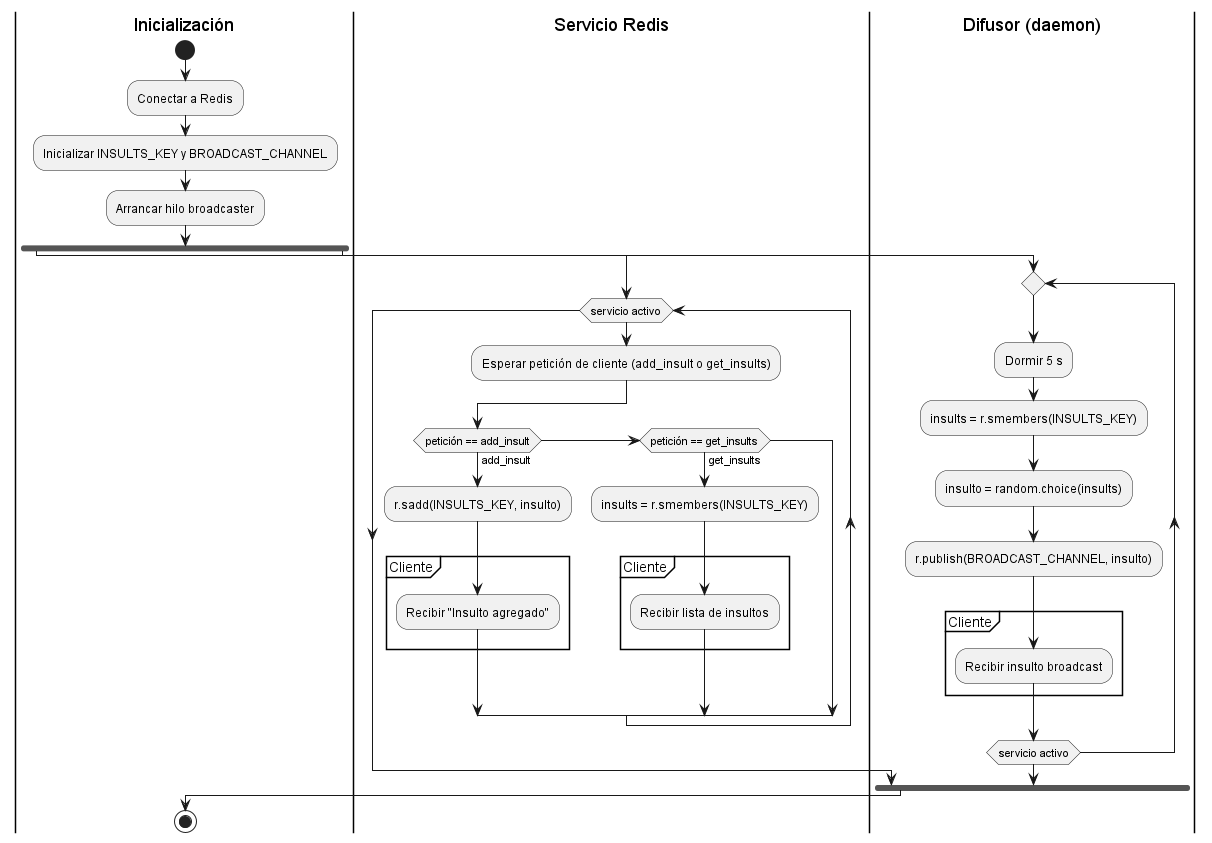 Inicialización
Servicio Redis
Difusor (daemon)
Conectar a Redis
Inicializar INSULTS_KEY y BROADCAST_CHANNEL
Arrancar hilo broadcaster
servicio activo
Esperar petición de cliente (add_insult o get_insults)
petición == add_insult
add_insult
r.sadd(INSULTS_KEY, insulto)
Cliente
Recibir "Insulto agregado"
petición == get_insults
get_insults
insults = r.smembers(INSULTS_KEY)
Cliente
Recibir lista de insultos
Dormir 5 s
insults = r.smembers(INSULTS_KEY)
insulto = random.choice(insults)
r.publish(BROADCAST_CHANNEL, insulto)
Cliente
Recibir insulto broadcast
servicio activo